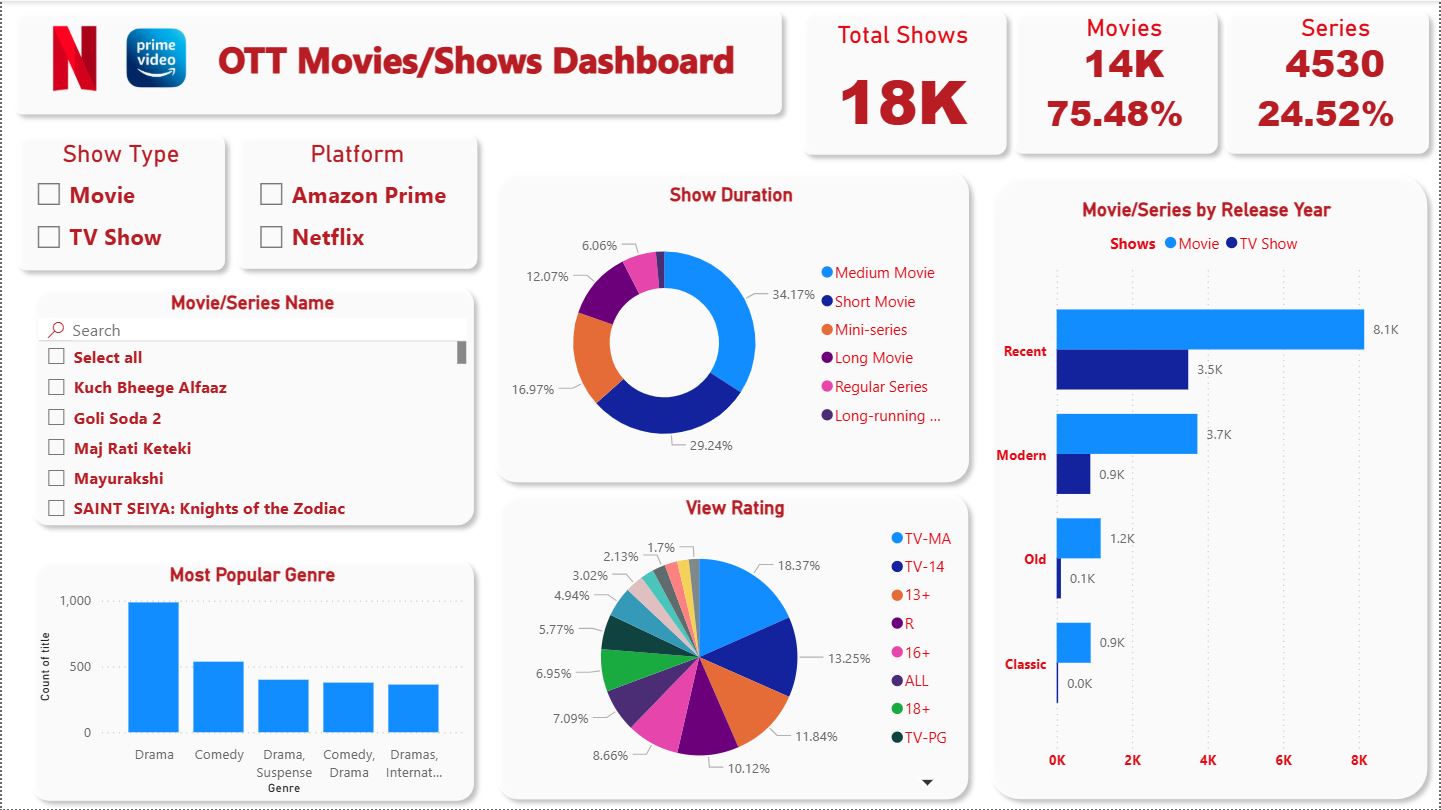 N
prime
video
OTT Movies/Shows Dashboard
Total Shows
18K
Movies
14K
75.48%
Series
4530
24.52%
Show Type
Movie
TV Show
Platform
Amazon Prime
Netflix
Movie/Series Name
Search
Select all
Kuch Bheege Alfaaz
Goli Soda 2
Maj Rati Keteki
Mayurakshi
SAINT SEIYA: Knights of the Zodiac
Most Popular Genre
Count of title
1,000
500
0
Drama
Comedy
Drama,
Suspense
Comedy,
Drama
Dramas,
Internat...
Genre
Show Duration
6.06%
12.07%
34.17%
16.97%
29.24%
Medium Movie
Short Movie
Mini-series
Long Movie
Regular Series
Long-running ...
View Rating
1.7%
2.13%
3.02%
4.94%
5.77%
6.95%
7.09%
8.66%
10.12%
11.84%
13.25%
18.37%
TV-MA
TV-14
13+
R
16+
ALL
18+
TV-PG
Movie/Series by Release Year
Shows Movie TV Show
Recent
8.1K
3.5K
Modern
3.7K
0.9K
Old
1.2K
0.1K
Classic
0.9K
0.0K
0K 2K 4K 6K 8K